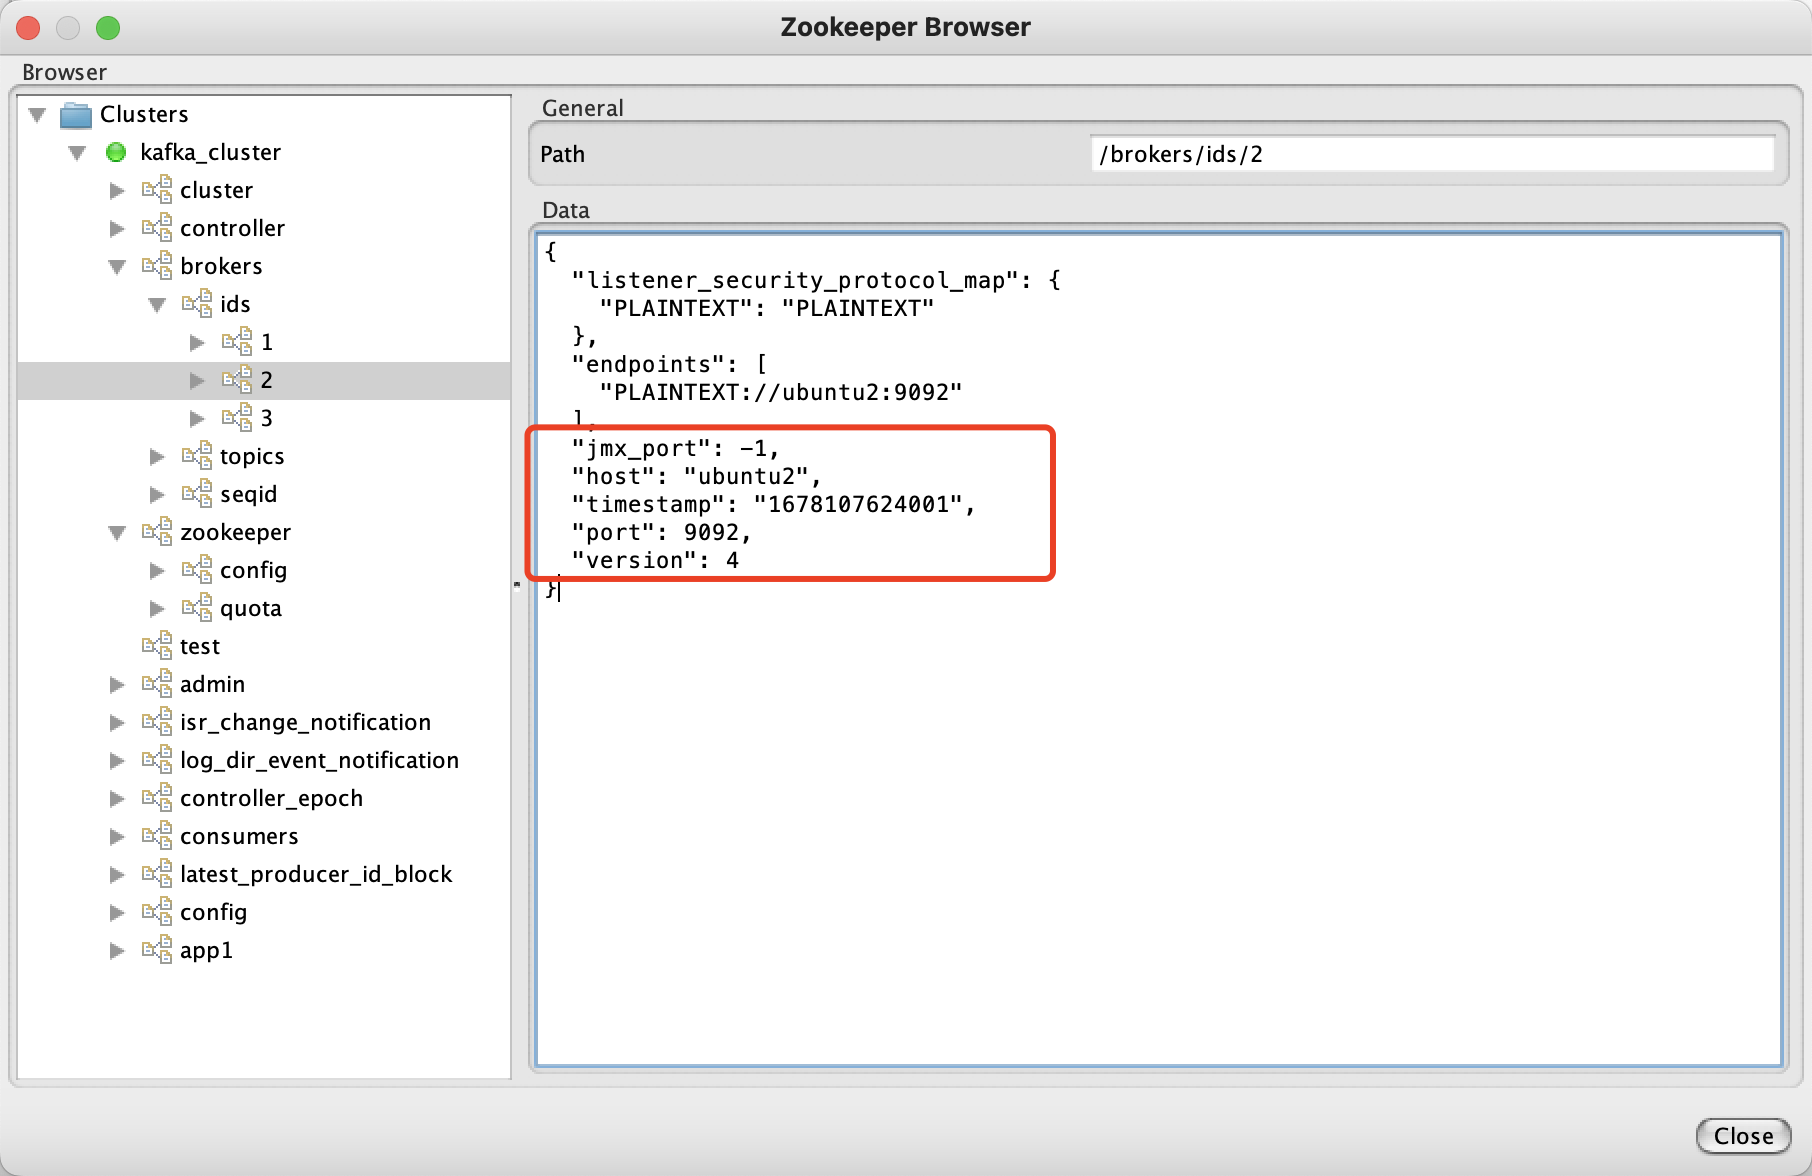 Zookeeper Browser
Browser
Clusters
kafka_cluster
cluster
controller
brokers
ids
1
2
3
topics
seqid
zookeeper
config
quota
test
admin
isr_change_notification
log_dir_event_notification
controller_epoch
consumers
latest_producer_id_block
config
app1
General
Path /brokers/ids/2
Data
{
"listener_security_protocol_map": {
"PLAINTEXT": "PLAINTEXT"
},
"endpoints": [
"PLAINTEXT://ubuntu2:9092"
],
"jmx_port": -1,
"host": "ubuntu2",
"timestamp": "1678107624001",
"port": 9092,
"version": 4
}
Close